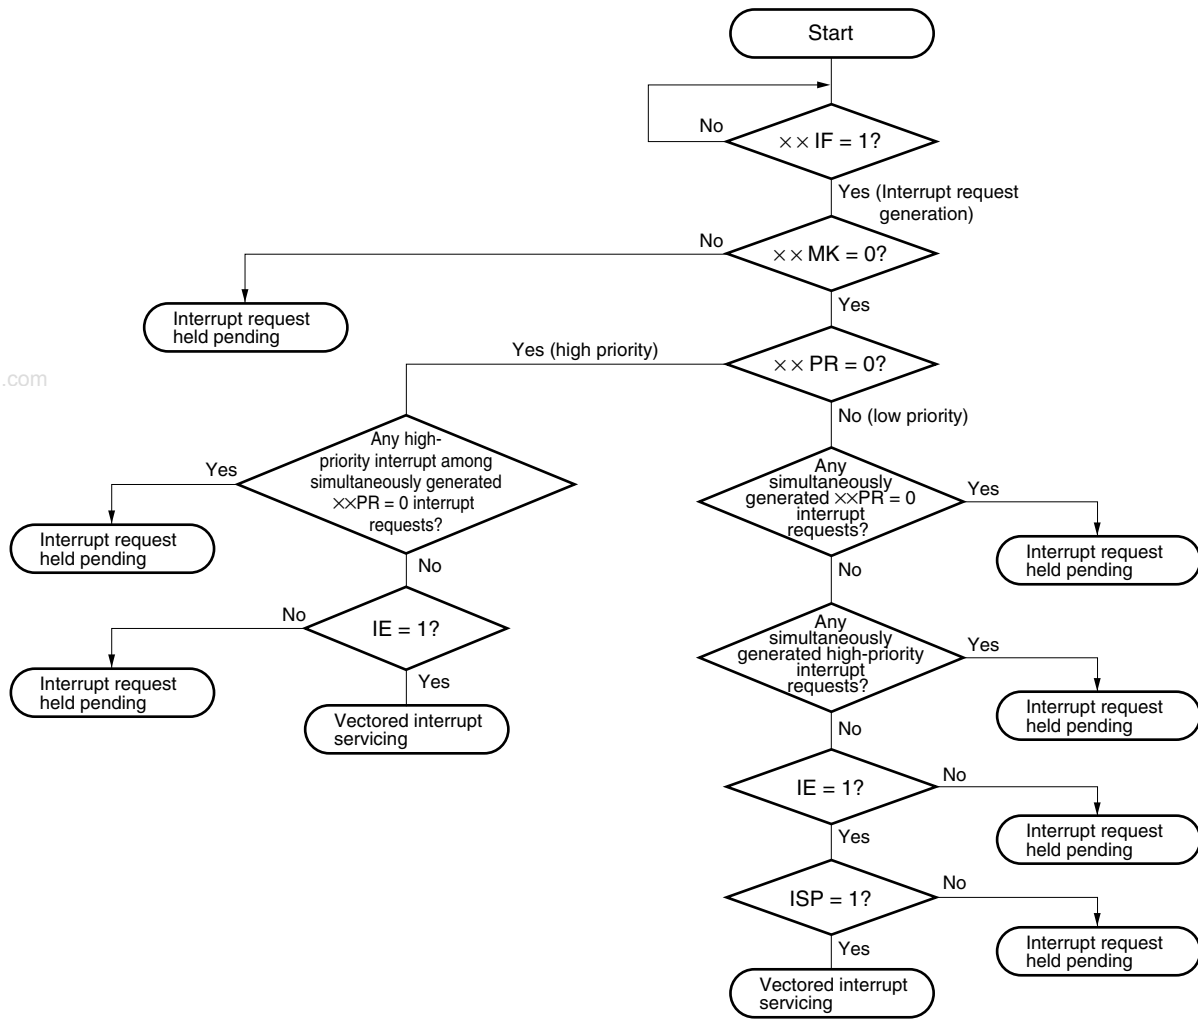 Start
No
×× IF = 1?
Yes (Interrupt request
generation)
No
×× MK = 0?
Yes
Interrupt request
held pending
Yes (high priority)
×× PR = 0?
.com
No (low priority)
Any high-
priority interrupt among
simultaneously generated
××PR = 0 interrupt
requests?
Yes
Interrupt request
held pending
No
Any
simultaneously
generated ××PR = 0
interrupt
requests?
Yes
Interrupt request
held pending
No
No
IE = 1?
Interrupt request
held pending
Yes
Vectored interrupt
servicing
Any
simultaneously
generated high-priority
interrupt
requests?
Yes
Interrupt request
held pending
No
IE = 1?
No
Interrupt request
held pending
Yes
ISP = 1?
No
Interrupt request
held pending
Yes
Vectored interrupt
servicing